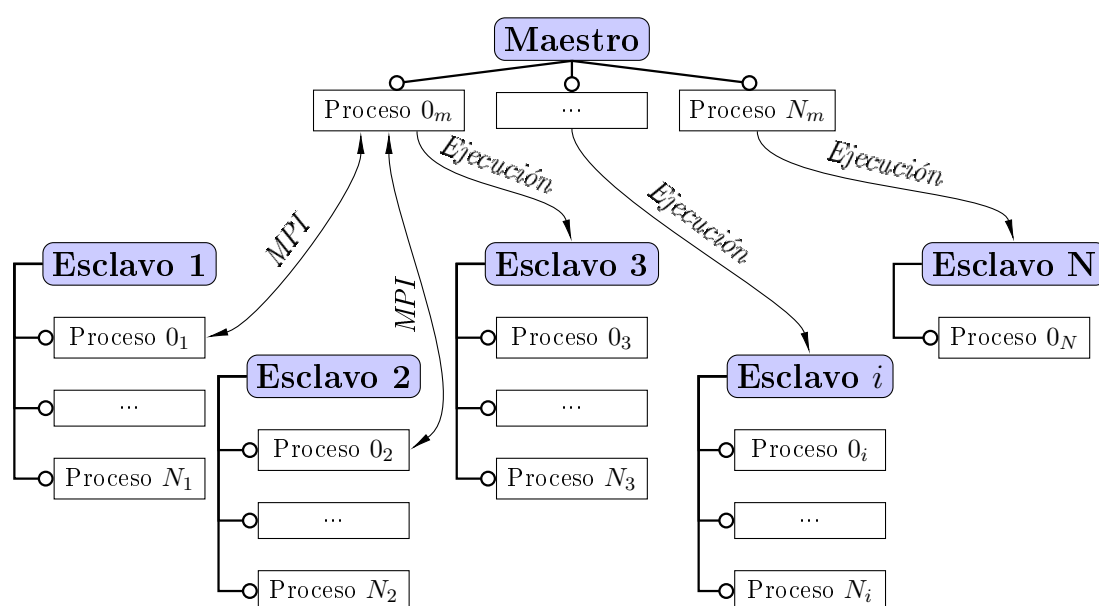 Maestro
Proceso 0_m
...
Proceso N_m
Ejecución
Ejecución
Ejecución
MPI
MPI
Esclavo 1
Proceso 0_1
...
Proceso N_1
Esclavo 2
Proceso 0_2
...
Proceso N_2
Esclavo 3
Proceso 0_3
...
Proceso N_3
Esclavo i
Proceso 0_i
...
Proceso N_i
Esclavo N
Proceso 0_N